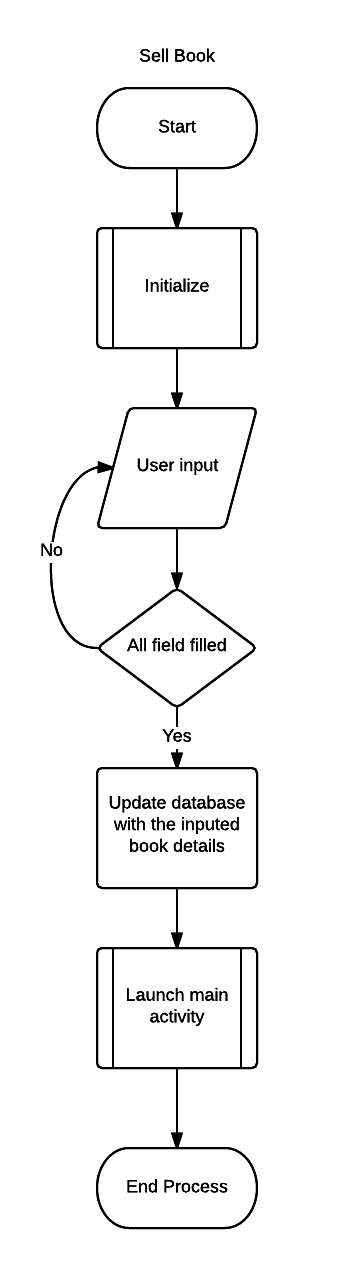 Sell Book
Start
Initialize
User input
No
All field filled
Yes
Update database
with the inputed
book details
Launch main
activity
End Process